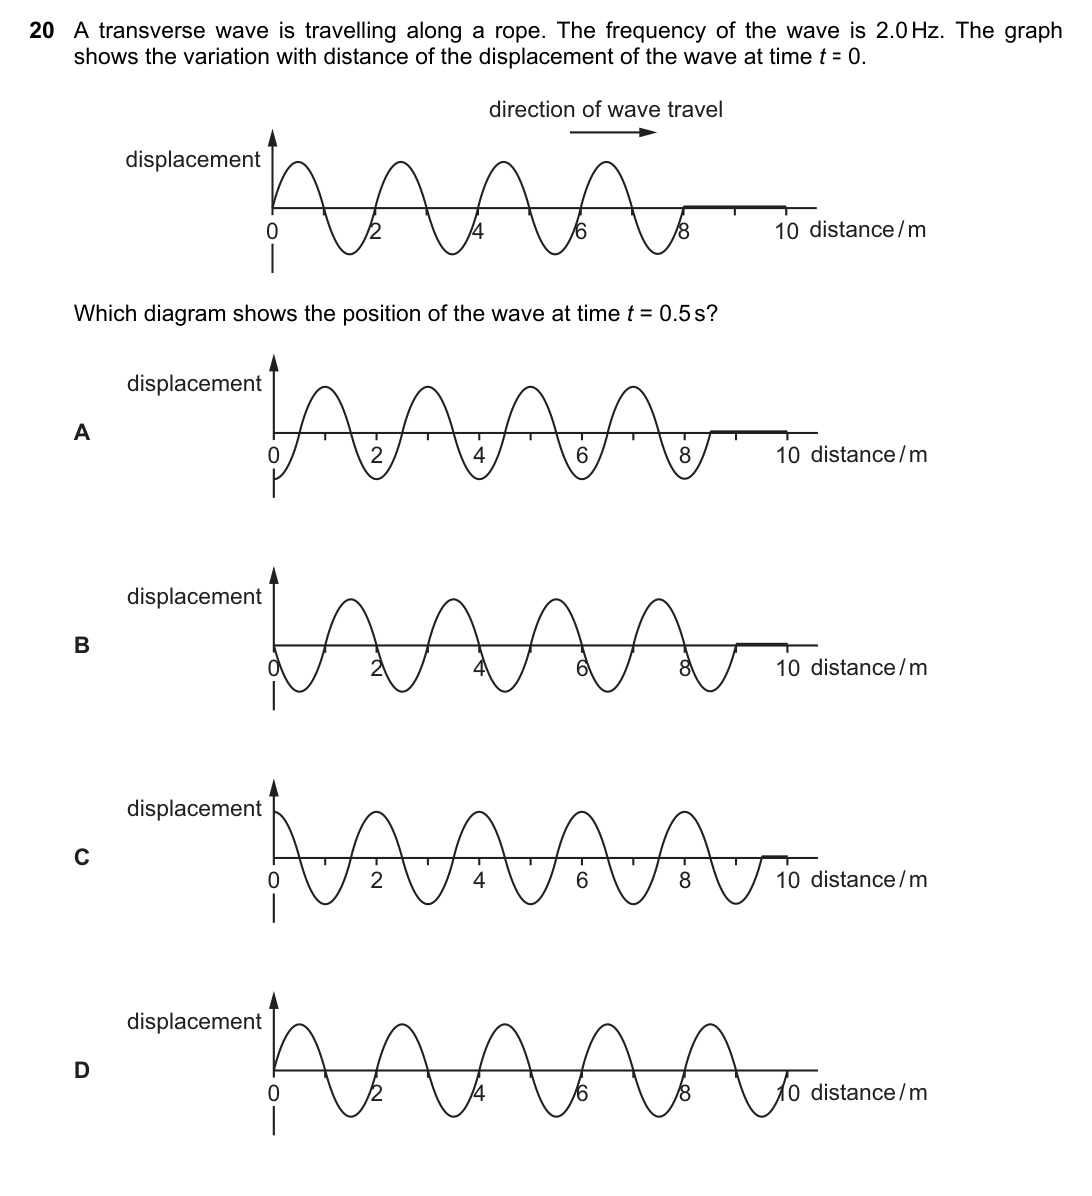 20 A transverse wave is travelling along a rope. The frequency of the wave is 2.0 Hz. The graph
shows the variation with distance of the displacement of the wave at time t = 0.
direction of wave travel
displacement
0 2 4 6 8 10 distance / m
Which diagram shows the position of the wave at time t = 0.5 s?
displacement
A
0 2 4 6 8 10 distance / m
displacement
B
0 2 4 6 8 10 distance / m
displacement
C
0 2 4 6 8 10 distance / m
displacement
D
0 2 4 6 8 10 distance / m